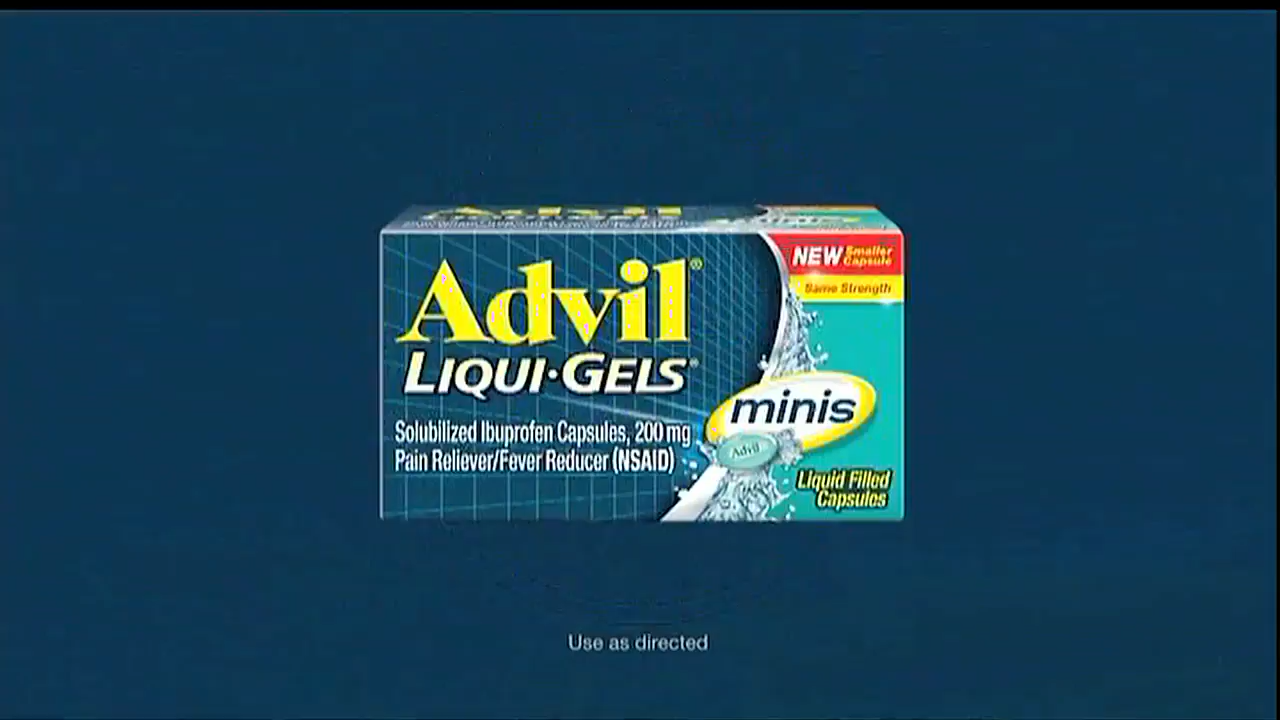 Advil®
LIQUI·GELS®
Solubilized Ibuprofen Capsules, 200 mg
Pain Reliever/Fever Reducer (NSAID)
NEW Smaller
Capsule
Same Strength
minis
Advil
Liquid Filled
Capsules
Use as directed